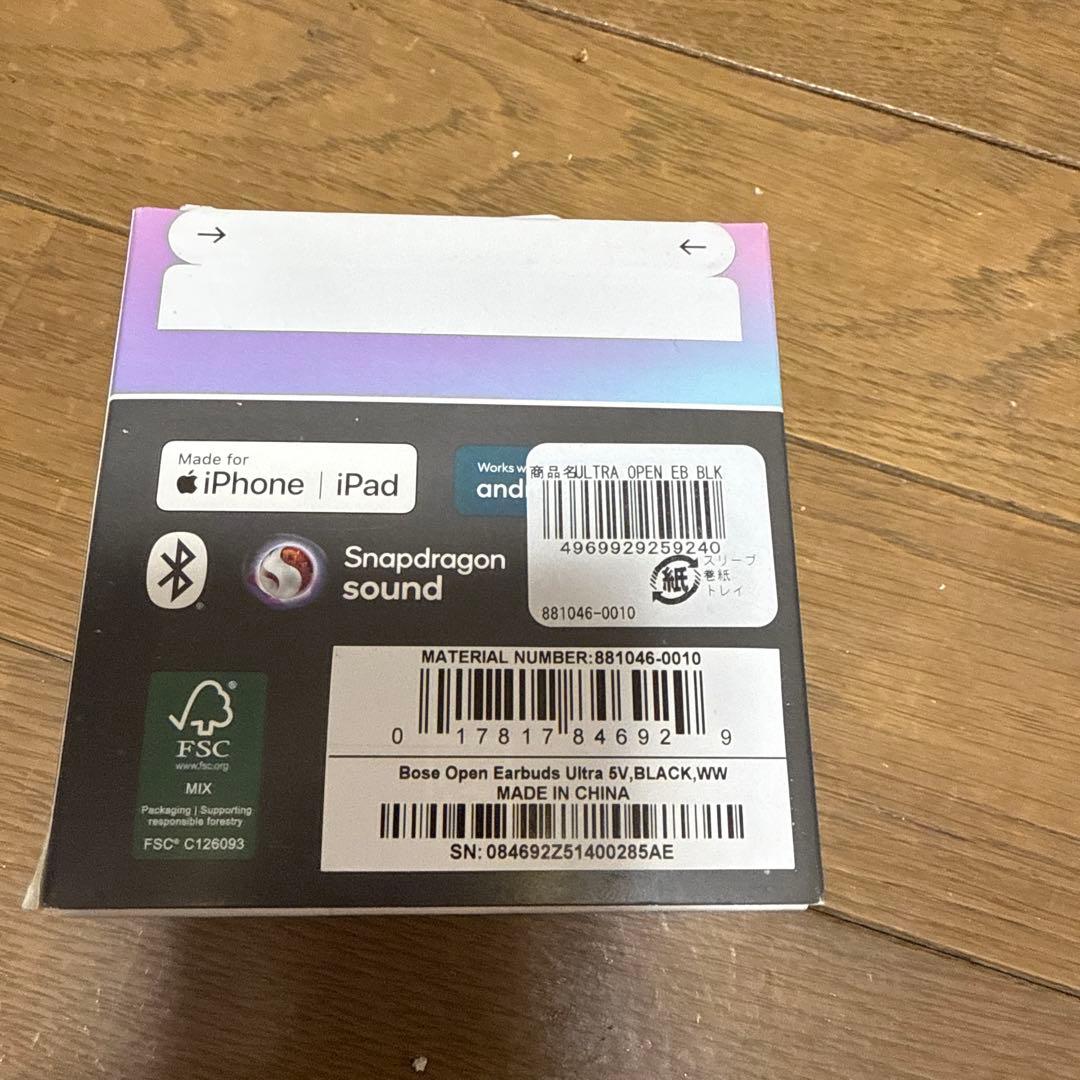 Made for
iPhone | iPad
Works w
andr
商品名ULTRA OPEN EB BLK
4969929259240
紙
スリーブ
巻紙
トレイ
881046-0010
Snapdragon
sound
MATERIAL NUMBER:881046-0010
0 17817 84692 9
Bose Open Earbuds Ultra 5V,BLACK,WW
MADE IN CHINA
SN: 084692Z51400285AE
FSC
www.fsc.org
MIX
Packaging | Supporting
responsible forestry
FSC® C126093